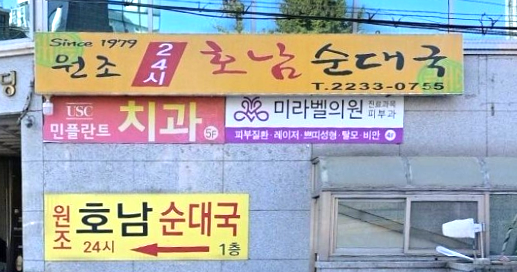 Since 1979
원조 24시 호남 순대국
T.2233-0755
딩
USC
민플란트 치과 5F
미라벨의원 진료과목 피부과
피부질환·레이저·쁘띠성형·탈모·비만 4F
원조 호남 순대국
24시 1층